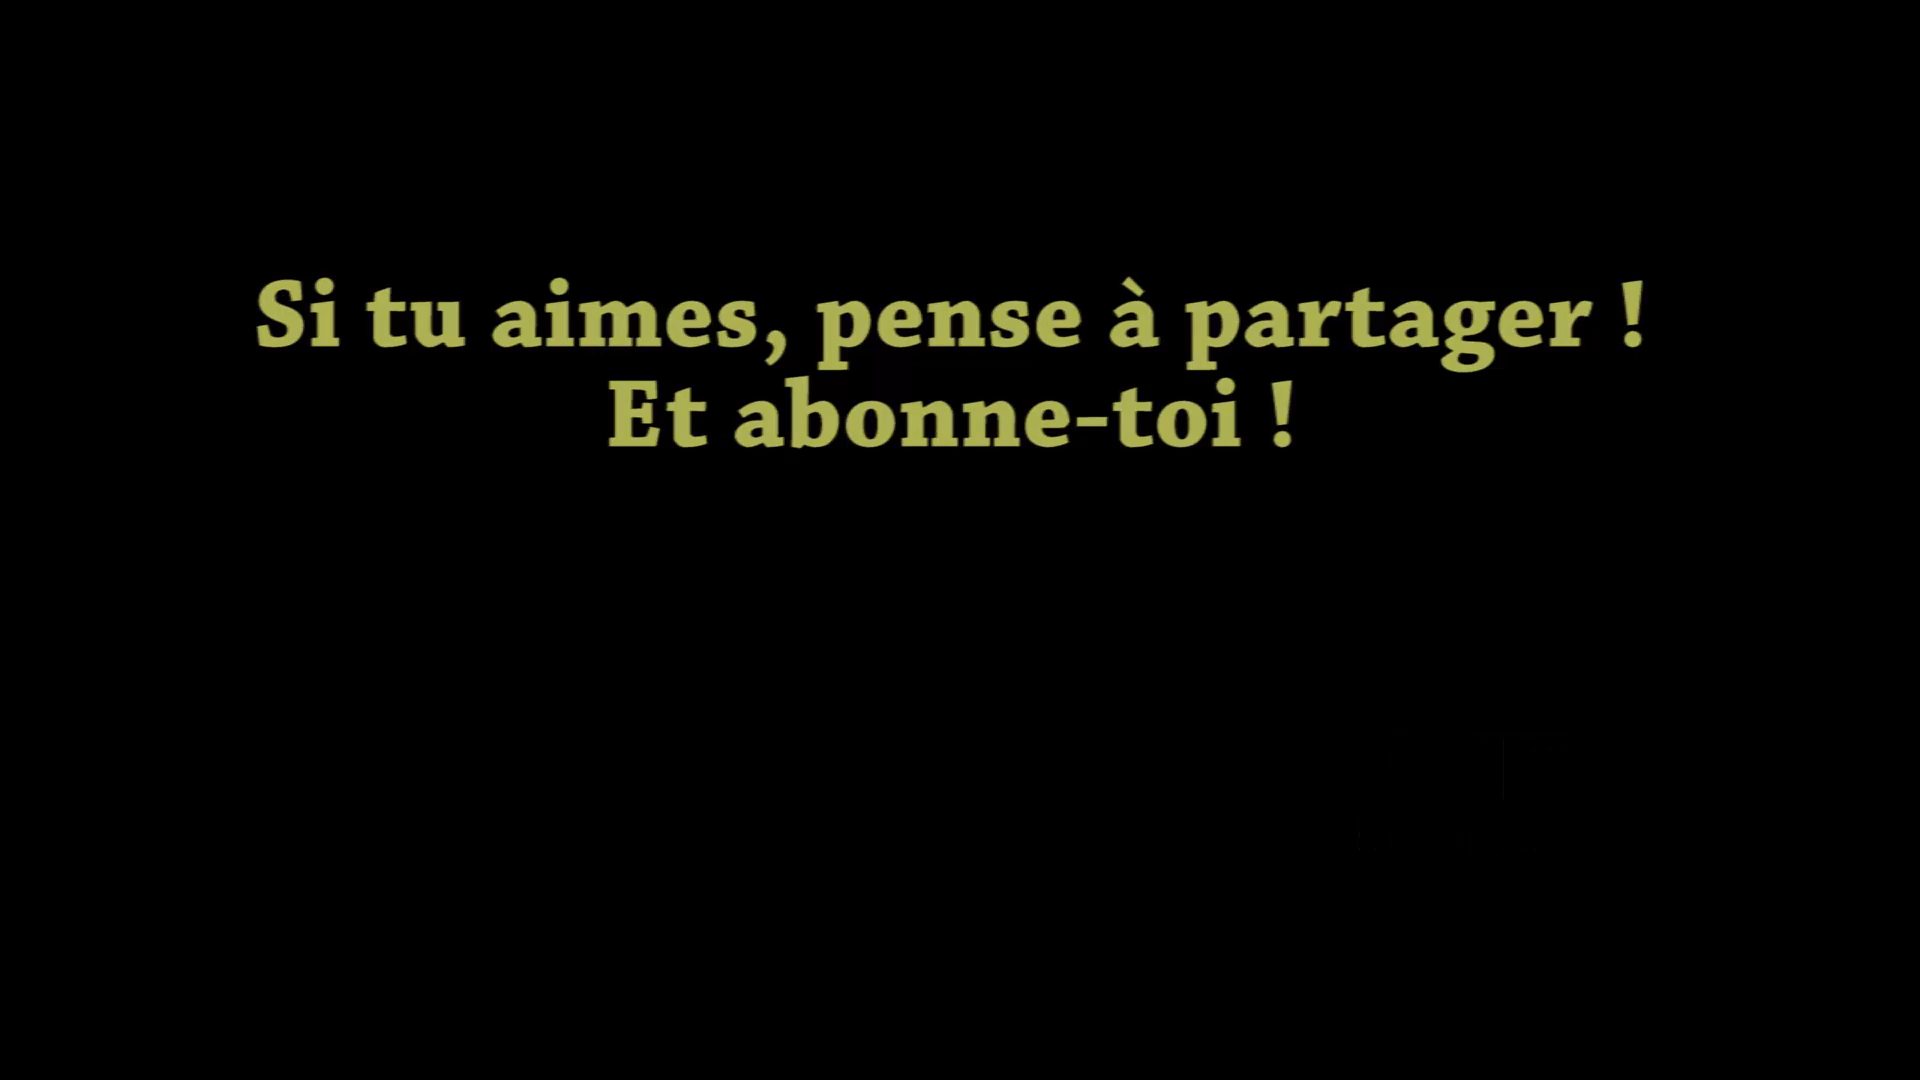 Si tu aimes, pense à partager !
Et abonne-toi !